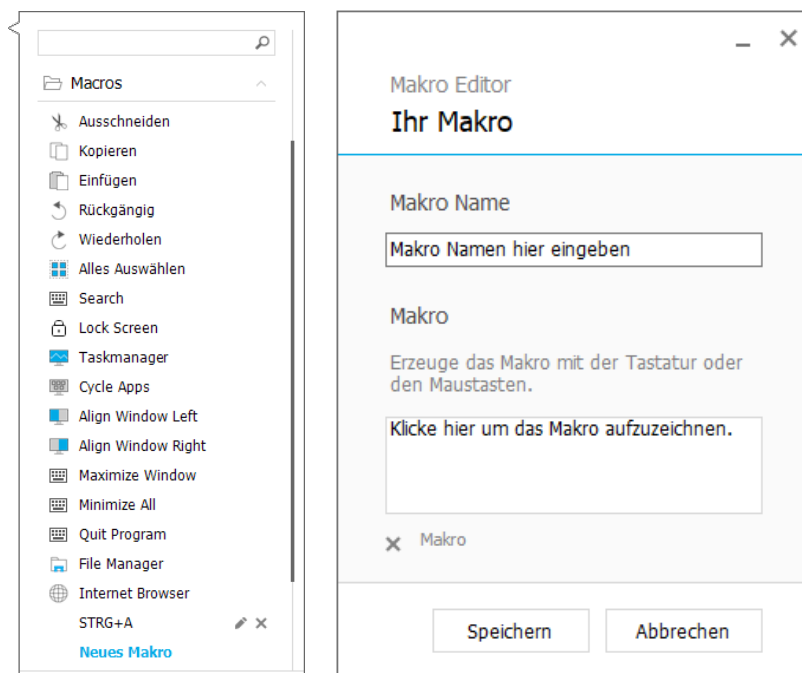 Macros
Ausschneiden
Kopieren
Einfügen
Rückgängig
Wiederholen
Alles Auswählen
Search
Lock Screen
Taskmanager
Cycle Apps
Align Window Left
Align Window Right
Maximize Window
Minimize All
Quit Program
File Manager
Internet Browser
STRG+A
Neues Makro
Makro Editor
Ihr Makro
Makro Name
Makro Namen hier eingeben
Makro
Erzeuge das Makro mit der Tastatur oder
den Maustasten.
Klicke hier um das Makro aufzuzeichnen.
Makro
Speichern
Abbrechen